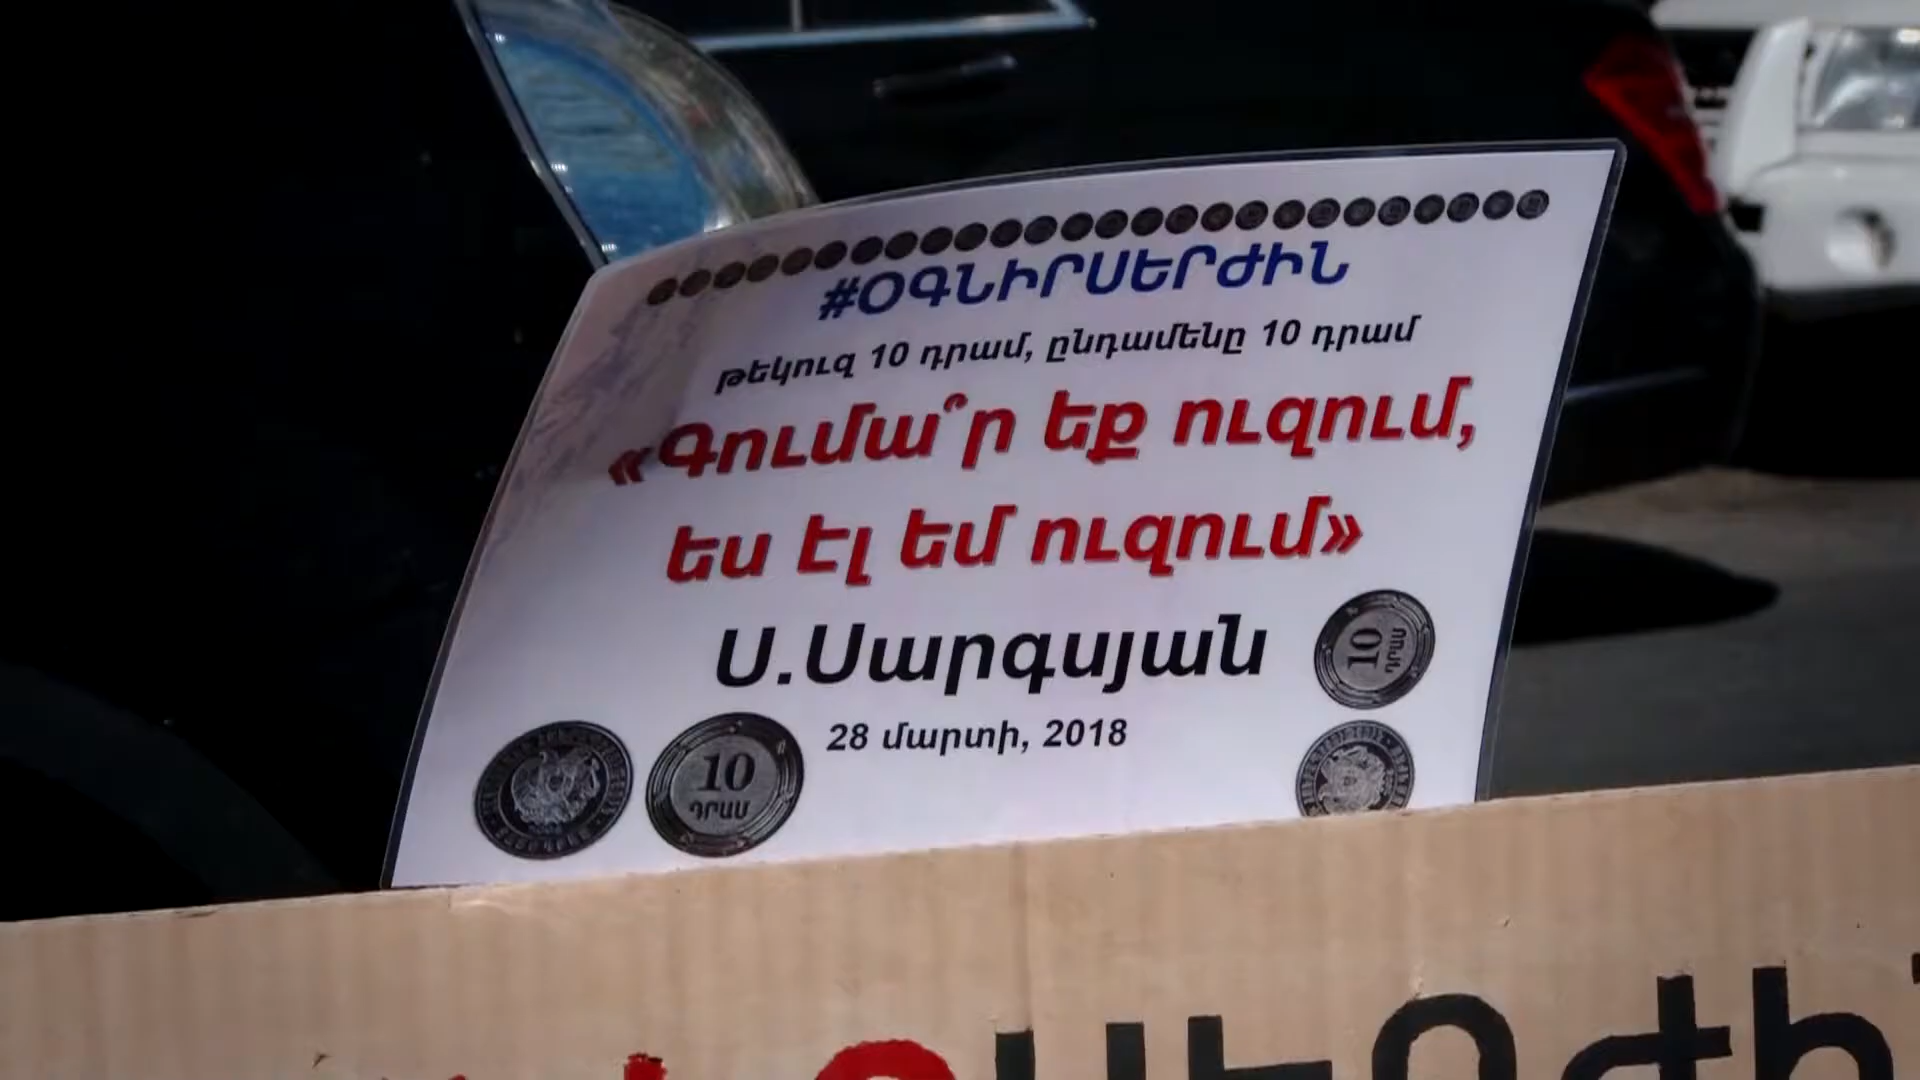 #ՕԳՆԻՐՍԵՐԺԻՆ
թեկուզ 10 դրամ, ընդամենը 10 դրամ
«Գումա՞ր եք ուզում,
ես էլ եմ ուզում»
Ս.Սարգսյան
28 մարտի, 2018
10
ԴՐԱՄ
10
ԴՐԱՄ
ՍԵՐԺԻ